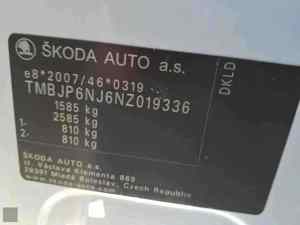 ŠKODA AUTO a.s.
e8*2007/46*0319
TMBJP6NJ6NZ019336
1585 kg
2585 kg
1- 810 kg
2- 810 kg
DKLD
ŠKODA AUTO a.s.
tř. Václava Klementa 869
29301 Mladá Boleslav, Czech Republic